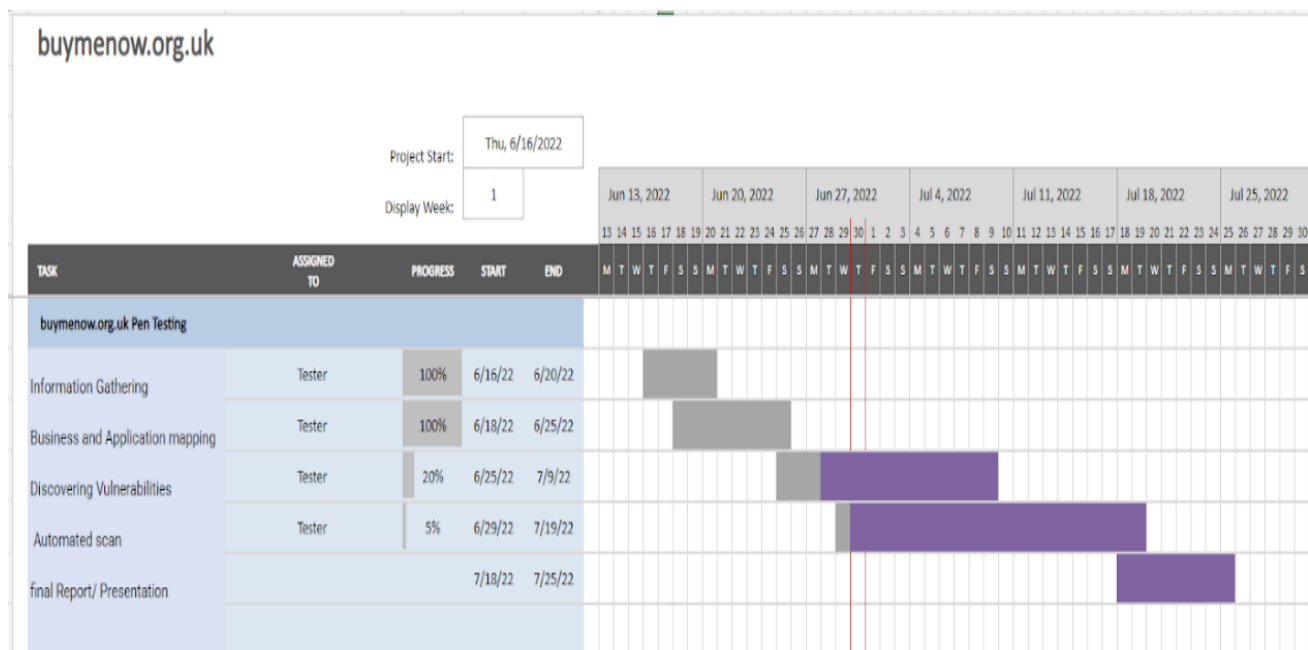 buymenow.org.uk
Project Start: Thu, 6/16/2022
Display Week: 1
Jun 13, 2022 Jun 20, 2022 Jun 27, 2022 Jul 4, 2022 Jul 11, 2022 Jul 18, 2022 Jul 25, 2022
13 14 15 16 17 18 19 20 21 22 23 24 25 26 27 28 29 30 1 2 3 4 5 6 7 8 9 10 11 12 13 14 15 16 17 18 19 20 21 22 23 24 25 26 27 28 29 30
TASK ASSIGNED TO PROGRESS START END M T W T F S S M T W T F S S M T W T F S S M T W T F S S M T W T F S S M T W T F S S M T W T F S
buymenow.org.uk Pen Testing
Information Gathering Tester 100% 6/16/22 6/20/22
Business and Application mapping Tester 100% 6/18/22 6/25/22
Discovering Vulnerabilities Tester 20% 6/25/22 7/9/22
Automated scan Tester 5% 6/29/22 7/19/22
final Report/ Presentation 7/18/22 7/25/22